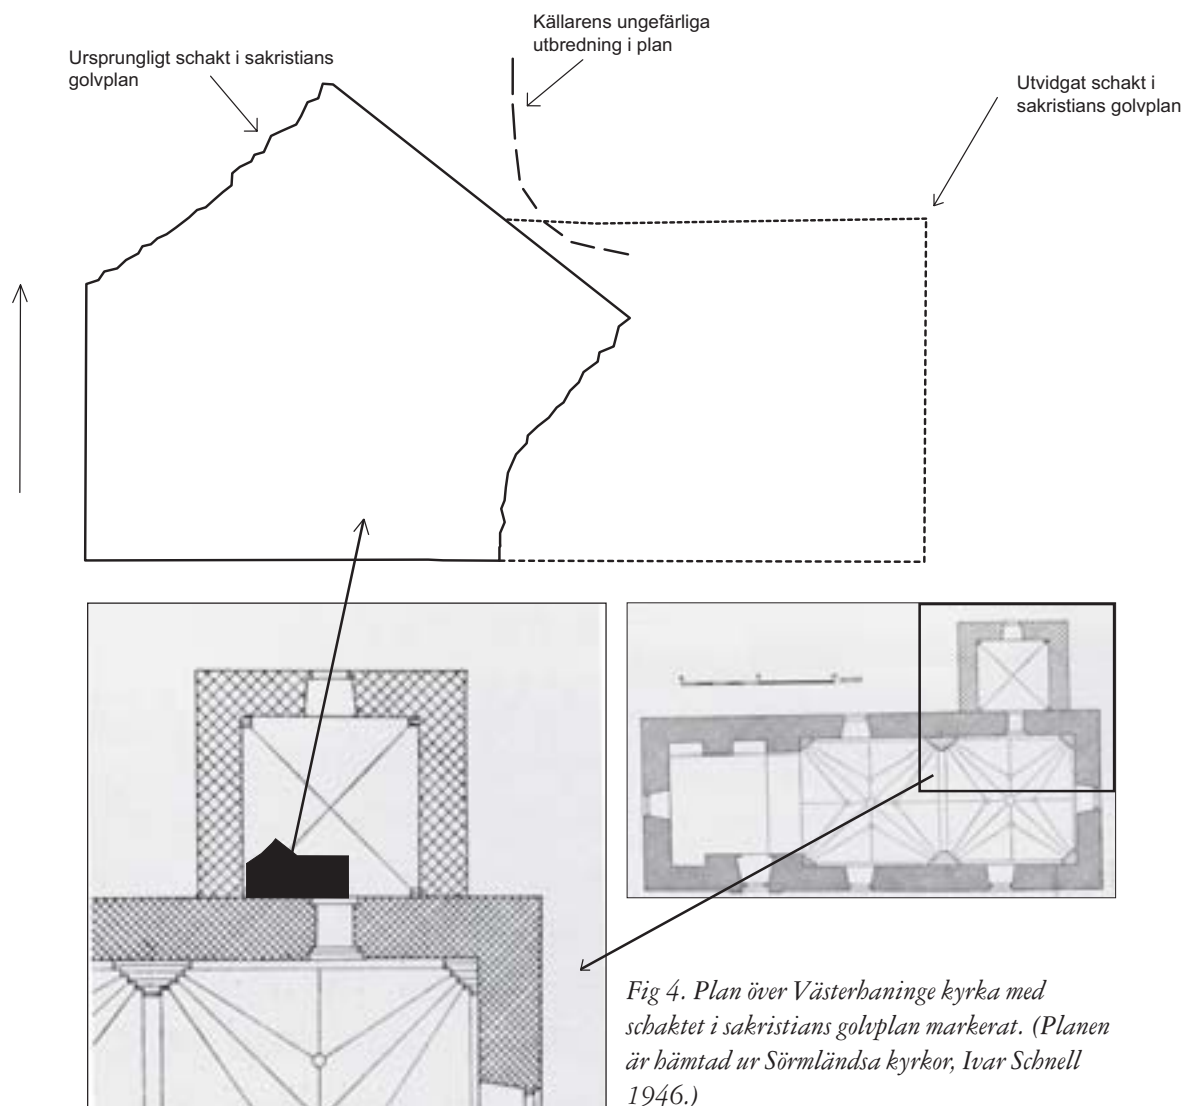 Källarens ungefärliga
utbredning i plan
Ursprungligt schakt i sakristians
golvplan
Utvidgat schakt i
sakristians golvplan
Fig 4. Plan över Västerhaninge kyrka med
schaktet i sakristians golvplan markerat. (Planen
är hämtad ur Sörmländsa kyrkor, Ivar Schnell
1946.)